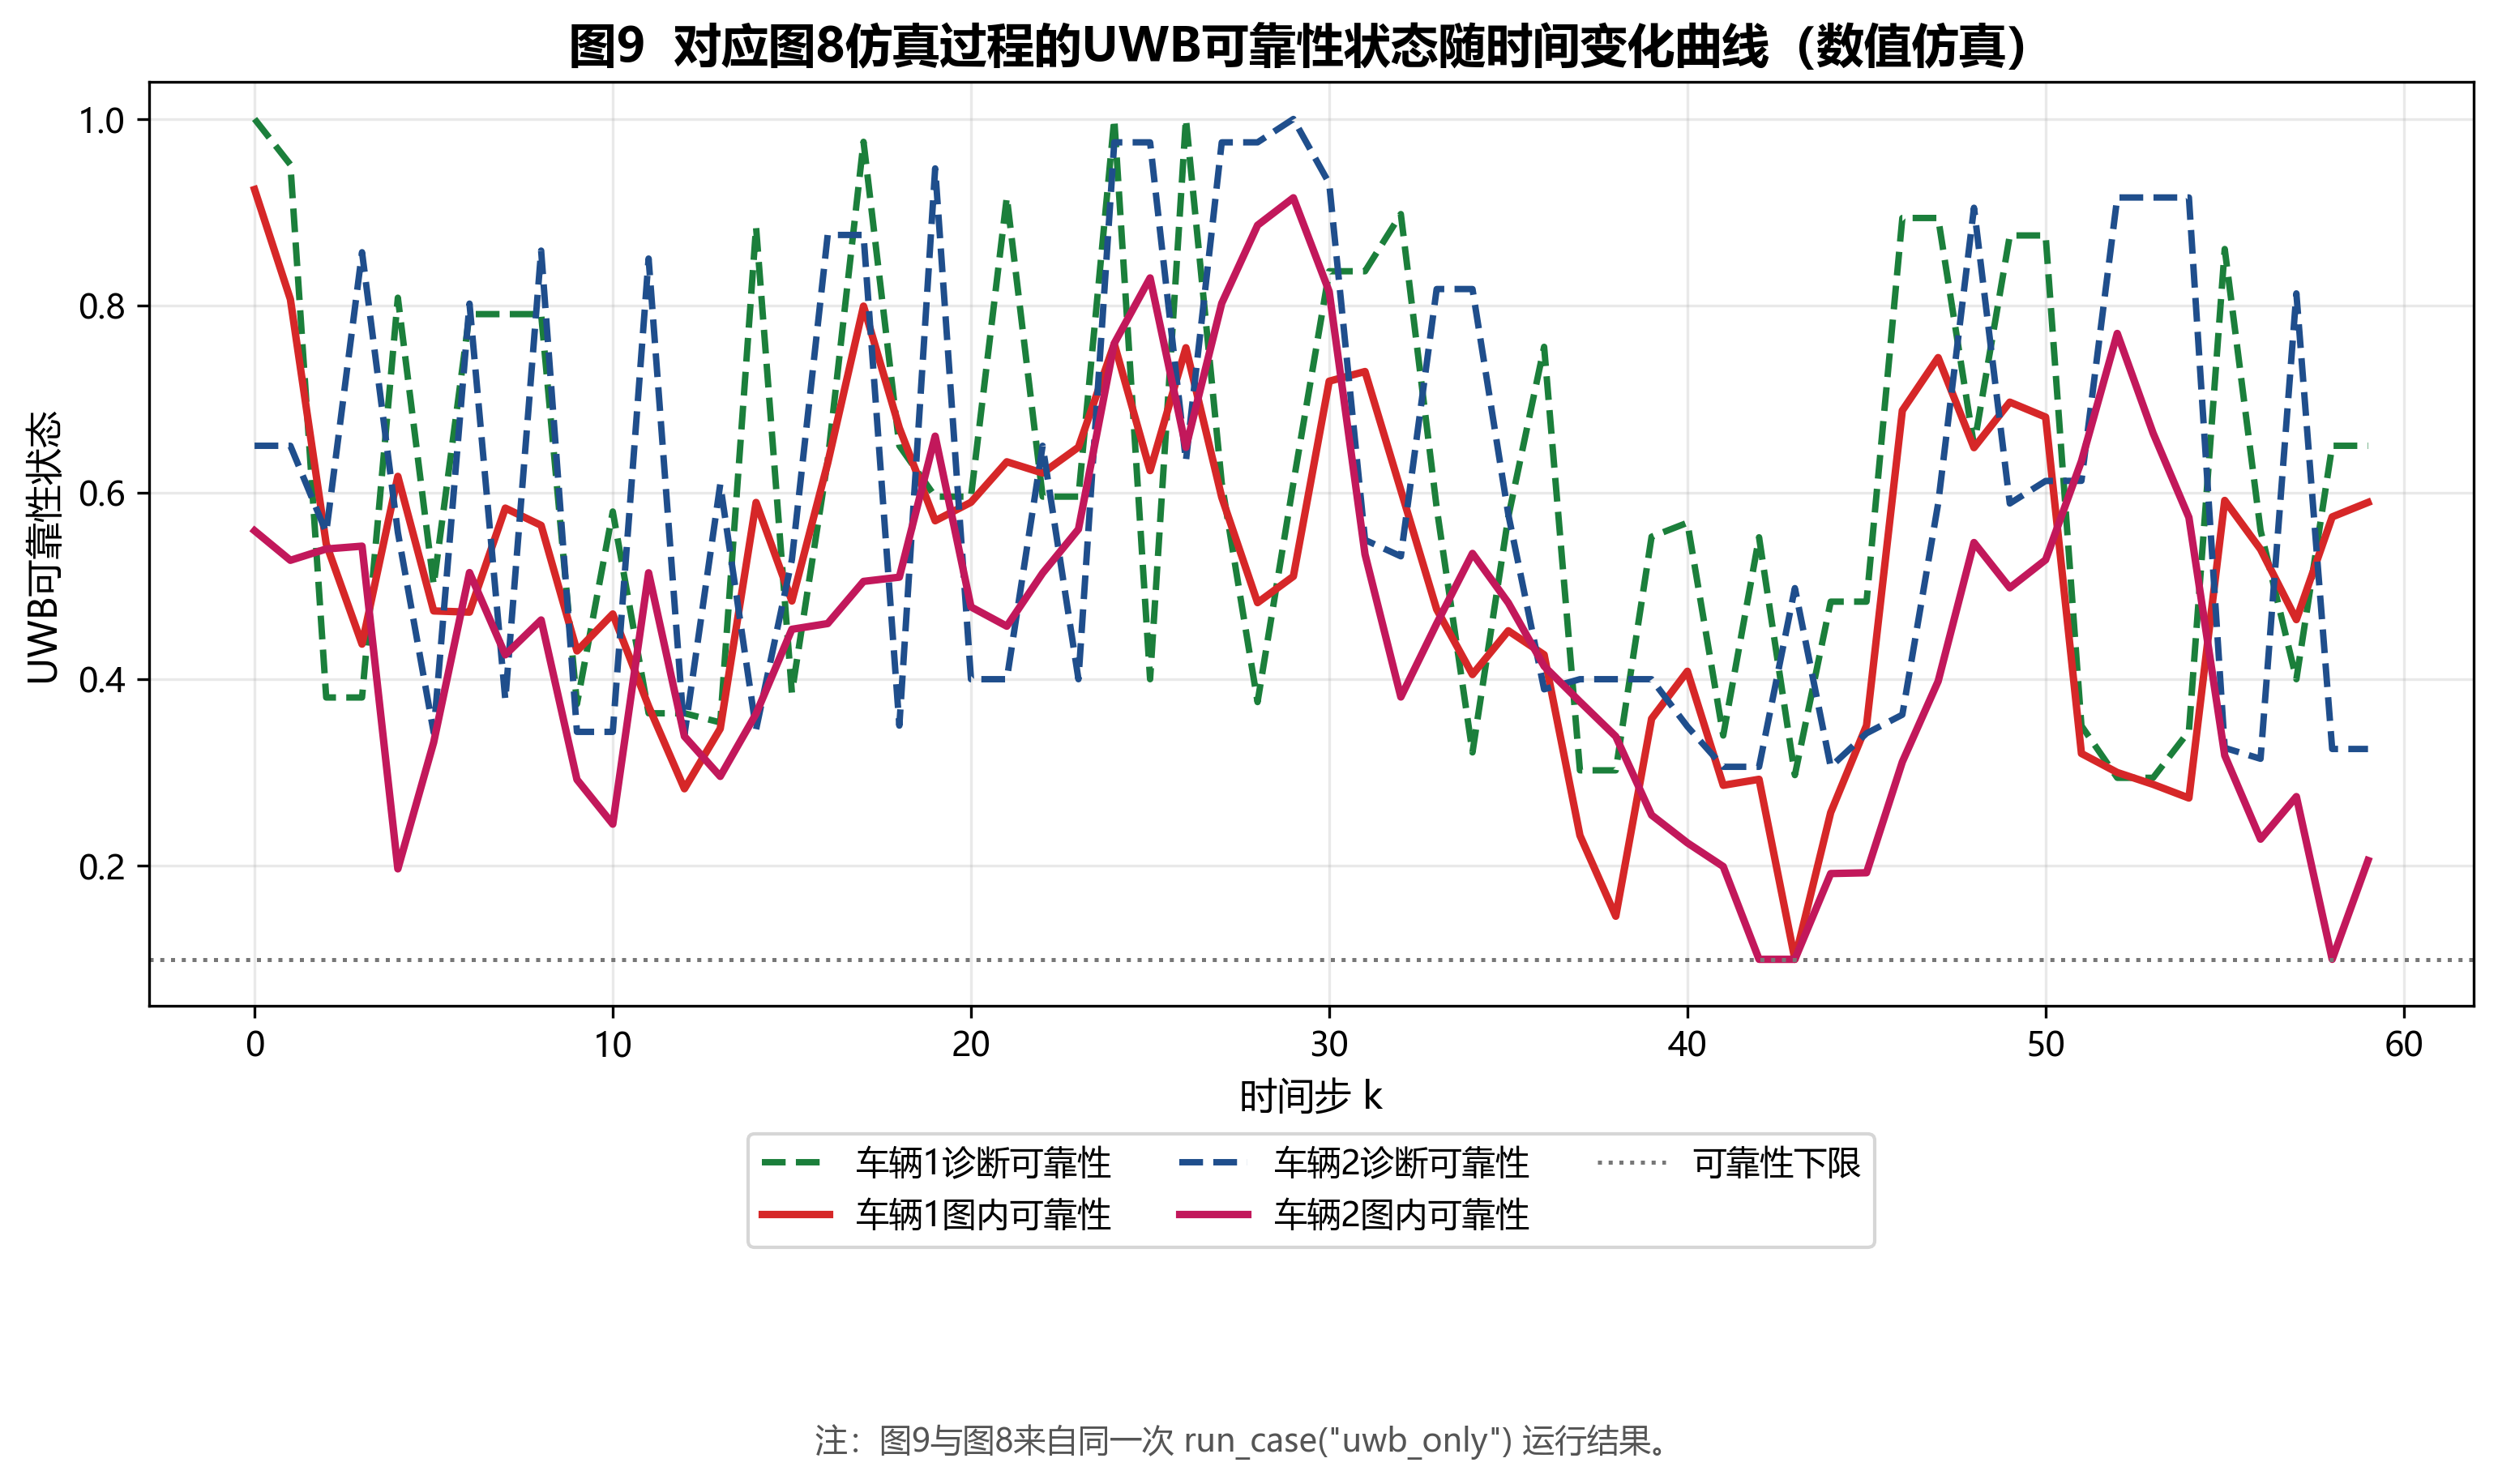 图9  对应图8仿真过程的UWB可靠性状态随时间变化曲线（数值仿真）
UWB可靠性状态
1.0
0.8
0.6
0.4
0.2
0 10 20 30 40 50 60
时间步 k
车辆1诊断可靠性 车辆2诊断可靠性 可靠性下限
车辆1图内可靠性 车辆2图内可靠性
注：图9与图8来自同一次 run_case("uwb_only") 运行结果。